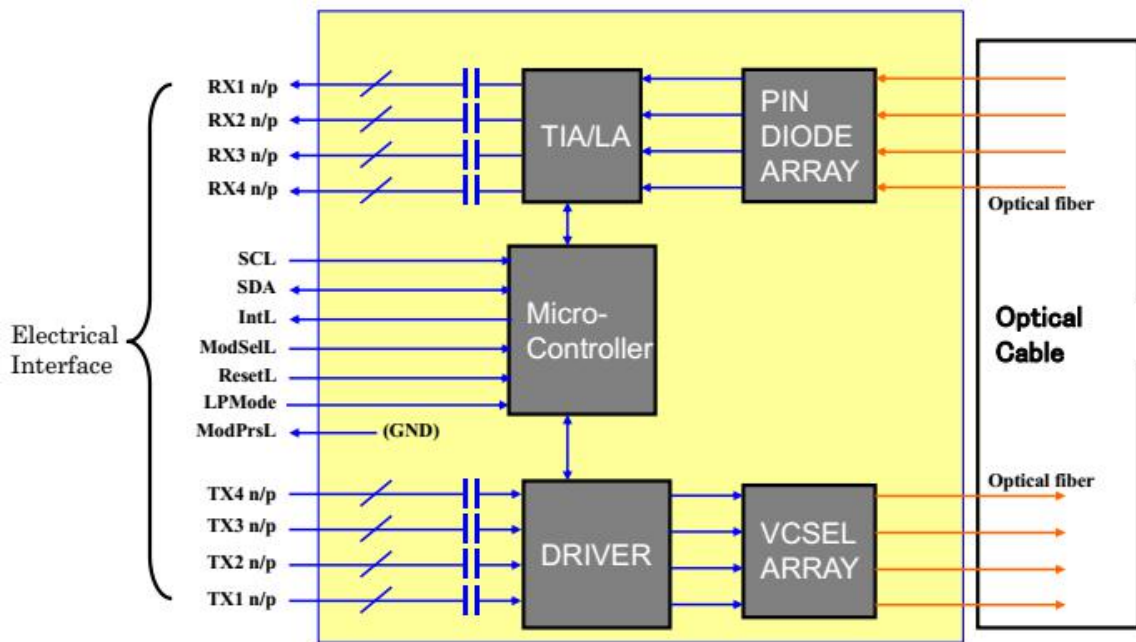 RX1 n/p
RX2 n/p
RX3 n/p
RX4 n/p
TIA/LA
PIN
DIODE
ARRAY
Optical fiber
SCL
SDA
IntL
ModSelL
ResetL
LPMode
ModPrsL
(GND)
Electrical
Interface
Micro-
Controller
Optical
Cable
TX4 n/p
TX3 n/p
TX2 n/p
TX1 n/p
DRIVER
VCSEL
ARRAY
Optical fiber